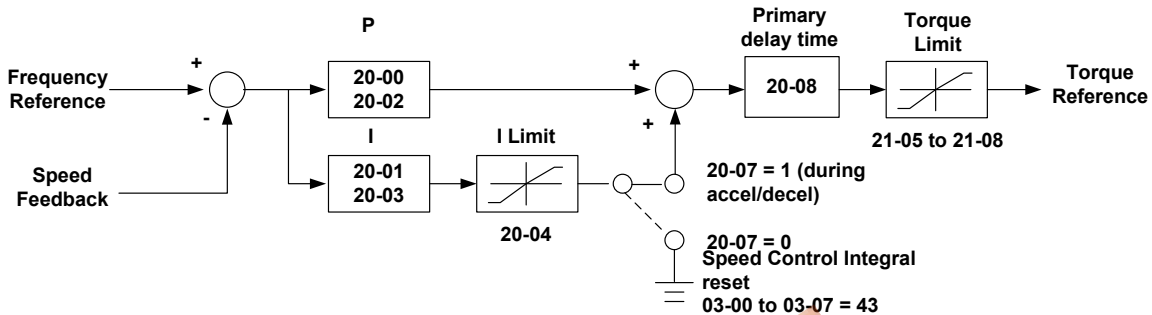 P
Primary
delay time
Torque
Limit
+
+
Frequency
Reference
20-00
20-02
20-08
Torque
Reference
-
+
I
I Limit
21-05 to 21-08
Speed
Feedback
20-01
20-03
20-07 = 1 (during
accel/decel)
20-04
20-07 = 0
Speed Control Integral
reset
03-00 to 03-07 = 43